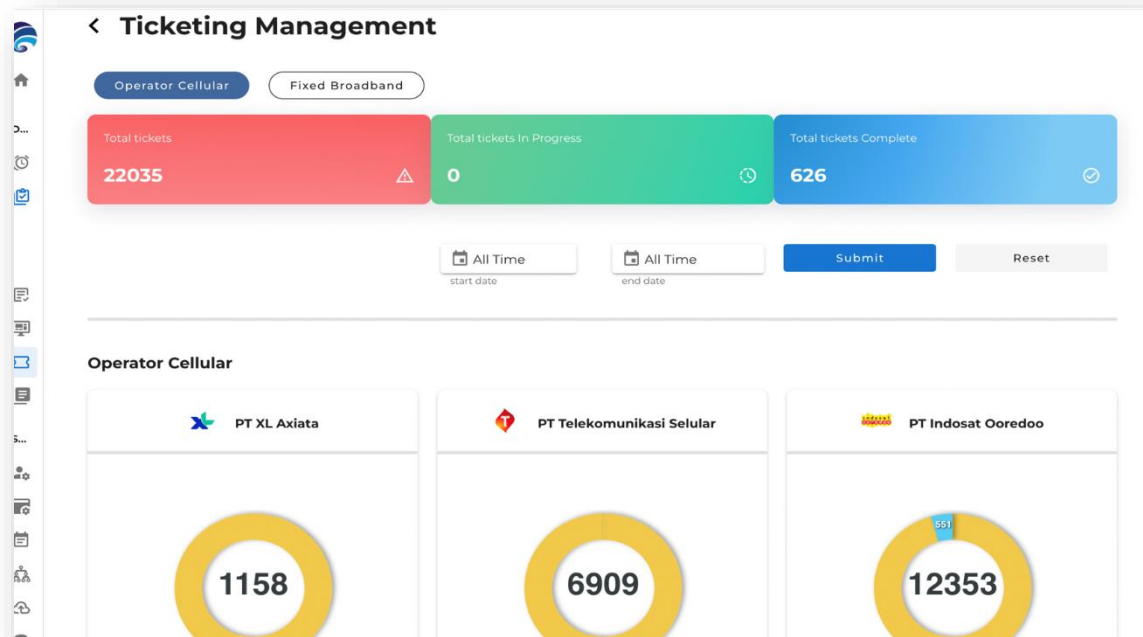 Ticketing Management
Operator Cellular
Fixed Broadband
Total tickets
22035
Total tickets In Progress
0
Total tickets Complete
626
All Time
start date
All Time
end date
Submit
Reset
Operator Cellular
PT XL Axiata
PT Telekomunikasi Selular
indosat
ooredoo
PT Indosat Ooredoo
1158
6909
551
12353